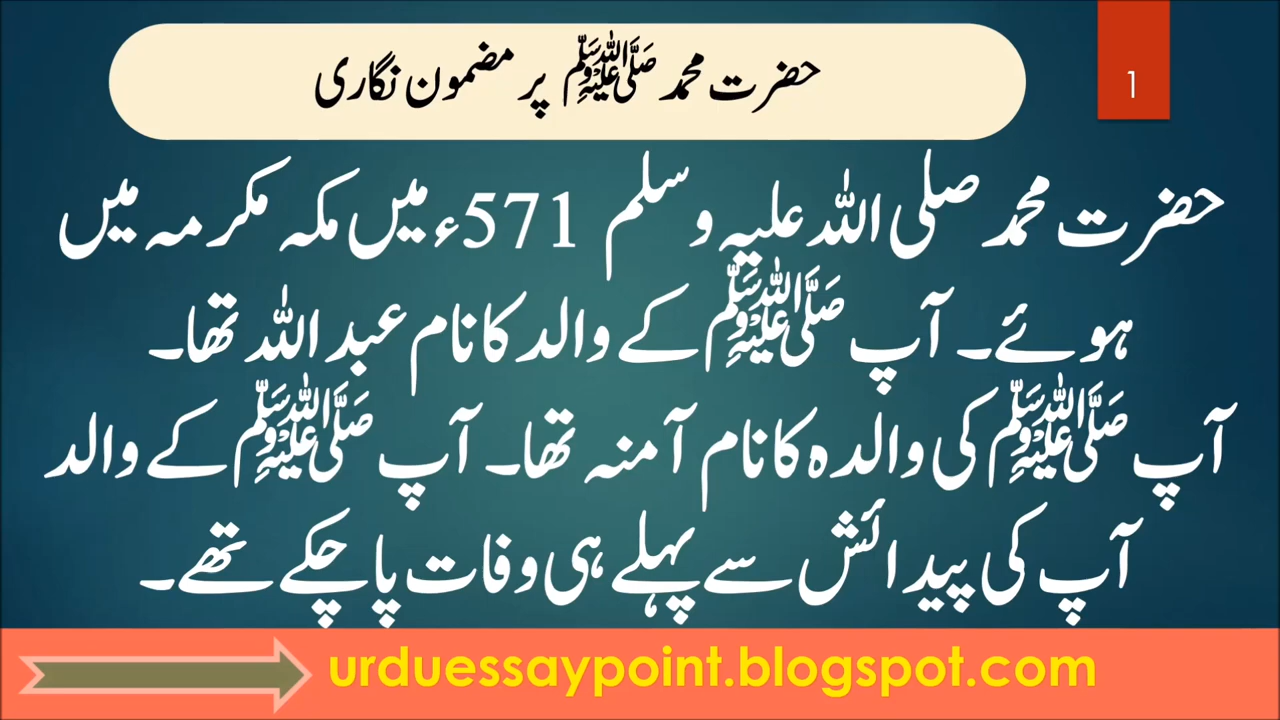 حضرت محمد ﷺ پر مضمون نگاری
1
حضرت محمد صلی اللہ علیہ وسلم 571ء میں مکہ مکرمہ میں
ہوئے۔ آپ ﷺ کے والد کا نام عبد اللہ تھا۔
آپ ﷺ کی والدہ کا نام آمنہ تھا۔ آپ ﷺ کے والد
آپ کی پیدائش سے پہلے ہی وفات پا چکے تھے۔
urduessaypoint.blogspot.com